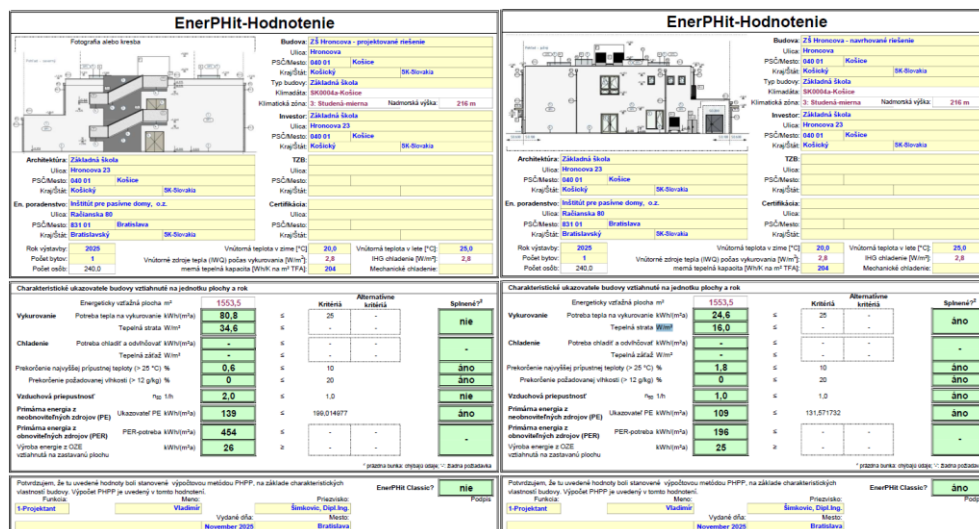 EnerPHit-Hodnotenie
Fotografia alebo kresba
Budova: ZŠ Hroncova - projektované riešenie
Ulica: Hroncova
PSČ/Mesto: 040 01 Košice
Kraj/Štát: Košický SK-Slovakia
Typ budovy: Základná škola
Klimadáta: SK0004a-Košice
Klimatická zóna: 3: Studená-mierna Nadmorská výška: 216 m
Investor: Základná škola
Ulica: Hroncova 23
PSČ/Mesto: 040 01 Košice
Kraj/Štát: Košický SK-Slovakia
Architektúra: Základná škola
Ulica: Hroncova 23
PSČ/Mesto: 040 01 Košice
Kraj/Štát: Košický SK-Slovakia
TZB:
Ulica:
PSČ/Mesto:
Kraj/Štát:
En. poradenstvo: Inštitút pre pasívne domy, o.z.
Ulica: Račianska 80
PSČ/Mesto: 831 01 Bratislava
Kraj/Štát: Bratislavský SK-Slovakia
Certifikácia:
Ulica:
PSČ/Mesto:
Kraj/Štát:
Rok výstavby: 2025 Vnútorná teplota v zime [°C] 20,0 Vnútorná teplota v lete [°C]: 25,0
Počet bytov: 1 Vnútorné zdroje tepla (IWQ) počas vykurovania [W/m²]: 2,8 IHG chladenie [W/m²]: 2,8
Počet osôb: 240,0 merná tepelná kapacita [Wh/K na m² TFA]: 204 Mechanické chladenie:
Charakteristické ukazovatele budovy vztiahnuté na jednotku plochy a rok
Energeticky vzťažná plocha m² 1553,5 Kritériá Alternatívne kritériá Splnené?²
Vykurovanie Potreba tepla na vykurovanie kWh/(m²a) 80,8 ≤ 25 - nie
Tepelná strata W/m² 34,6 ≤ - -
Chladenie Potreba chladiť a odvlhčovať kWh/(m²a) - ≤ - - -
Tepelná záťaž W/m² - ≤ - -
Prekoršenie najvyššej prípustnej teploty (> 25 °C) % 0,6 ≤ 10 áno
Prekoršenie požadovanej vlhkosti (> 12 g/kg) % 0 ≤ 20 áno
Vzduchová priepustnosť n50 1/h 2,0 ≤ 1,0 nie
Primárna energia z neobnoviteľných zdrojov (PE) Ukazovateľ PE kWh/(m²a) 139 ≤ 199,014977 áno
Primárna energia z obnoviteľných zdrojov (PER) PER-potreba kWh/(m²a) 454 ≤ - - -
Výroba energie z OZE vztiahnutá na zastavanú plochu kWh/(m²a) 26 ≥ - -
² prázdna bunka: chýbajú údaje; '-': žiadna požiadavka
Potvrdzujem, že tu uvedené hodnoty boli stanovené výpočtovou metódou PHPP, na základe charakteristických vlastností budovy. Výpočet PHPP je uvedený v tomto hodnotení.
EnerPHit Classic? nie
Funkcia: Meno: Priezvisko: Podpis
1-Projektant Vladimír Šimkovic, Dipl.Ing.
Vydané dňa: Mesto:
November 2025 Bratislava
EnerPHit-Hodnotenie
Budova: ZŠ Hroncova - navrhované riešenie
Ulica: Hroncova
PSČ/Mesto: 040 01 Košice
Kraj/Štát: Košický SK-Slovakia
Typ budovy: Základná škola
Klimadáta: SK0004a-Košice
Klimatická zóna: 3: Studená-mierna Nadmorská výška: 216 m
Investor: Základná škola
Ulica: Hroncova 23
PSČ/Mesto: 040 01 Košice
Kraj/Štát: Košický SK-Slovakia
Architektúra: Základná škola
Ulica: Hroncova 23
PSČ/Mesto: 040 01 Košice
Kraj/Štát: Košický SK-Slovakia
TZB:
Ulica:
PSČ/Mesto:
Kraj/Štát:
En. poradenstvo: Inštitút pre pasívne domy, o.z.
Ulica: Račianska 80
PSČ/Mesto: 831 01 Bratislava
Kraj/Štát: Bratislavský SK-Slovakia
Certifikácia:
Ulica:
PSČ/Mesto:
Kraj/Štát:
Rok výstavby: 2025 Vnútorná teplota v zime [°C] 20,0 Vnútorná teplota v lete [°C]: 25,0
Počet bytov: 1 Vnútorné zdroje tepla (IWQ) počas vykurovania [W/m²]: 2,8 IHG chladenie [W/m²]: 2,8
Počet osôb: 240,0 merná tepelná kapacita [Wh/K na m² TFA]: 204 Mechanické chladenie:
Charakteristické ukazovatele budovy vztiahnuté na jednotku plochy a rok
Energeticky vzťažná plocha m² 1553,5 Kritériá Alternatívne kritériá Splnené?²
Vykurovanie Potreba tepla na vykurovanie kWh/(m²a) 24,6 ≤ 25 - áno
Tepelná strata W/m² 16,0 ≤ - -
Chladenie Potreba chladiť a odvlhčovať kWh/(m²a) - ≤ - - -
Tepelná záťaž W/m² - ≤ - -
Prekoršenie najvyššej prípustnej teploty (> 25 °C) % 1,8 ≤ 10 áno
Prekoršenie požadovanej vlhkosti (> 12 g/kg) % 0 ≤ 20 áno
Vzduchová priepustnosť n50 1/h 1,0 ≤ 1,0 áno
Primárna energia z neobnoviteľných zdrojov (PE) Ukazovateľ PE kWh/(m²a) 109 ≤ 131,571732 áno
Primárna energia z obnoviteľných zdrojov (PER) PER-potreba kWh/(m²a) 196 ≤ - - -
Výroba energie z OZE vztiahnutá na zastavanú plochu kWh/(m²a) 25 ≥ - -
² prázdna bunka: chýbajú údaje; '-': žiadna požiadavka
Potvrdzujem, že tu uvedené hodnoty boli stanovené výpočtovou metódou PHPP, na základe charakteristických vlastností budovy. Výpočet PHPP je uvedený v tomto hodnotení.
EnerPHit Classic? áno
Funkcia: Meno: Priezvisko: Podpis
1-Projektant Vladimír Šimkovic, Dipl.Ing.
Vydané dňa: Mesto:
November 2025 Bratislava